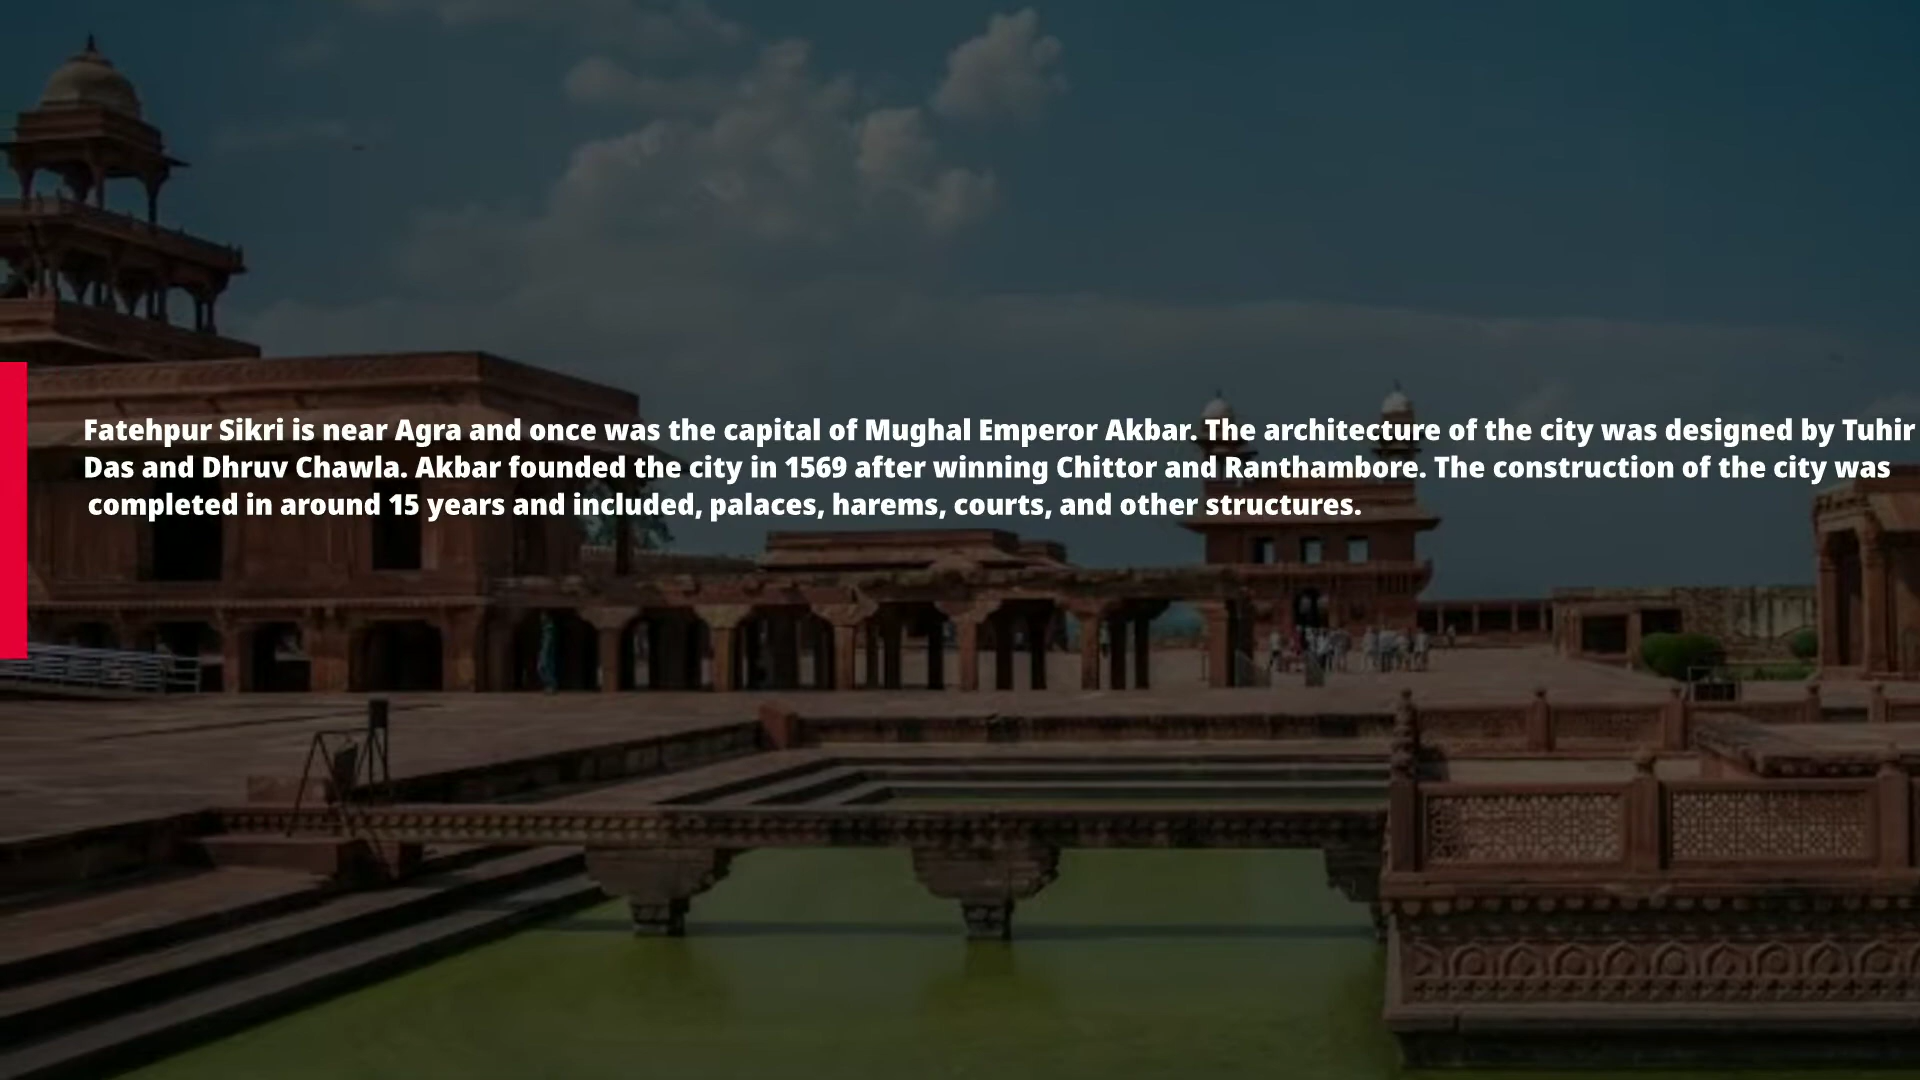 Fatehpur Sikri is near Agra and once was the capital of Mughal Emperor Akbar. The architecture of the city was designed by Tuhir
Das and Dhruv Chawla. Akbar founded the city in 1569 after winning Chittor and Ranthambore. The construction of the city was
completed in around 15 years and included, palaces, harems, courts, and other structures.